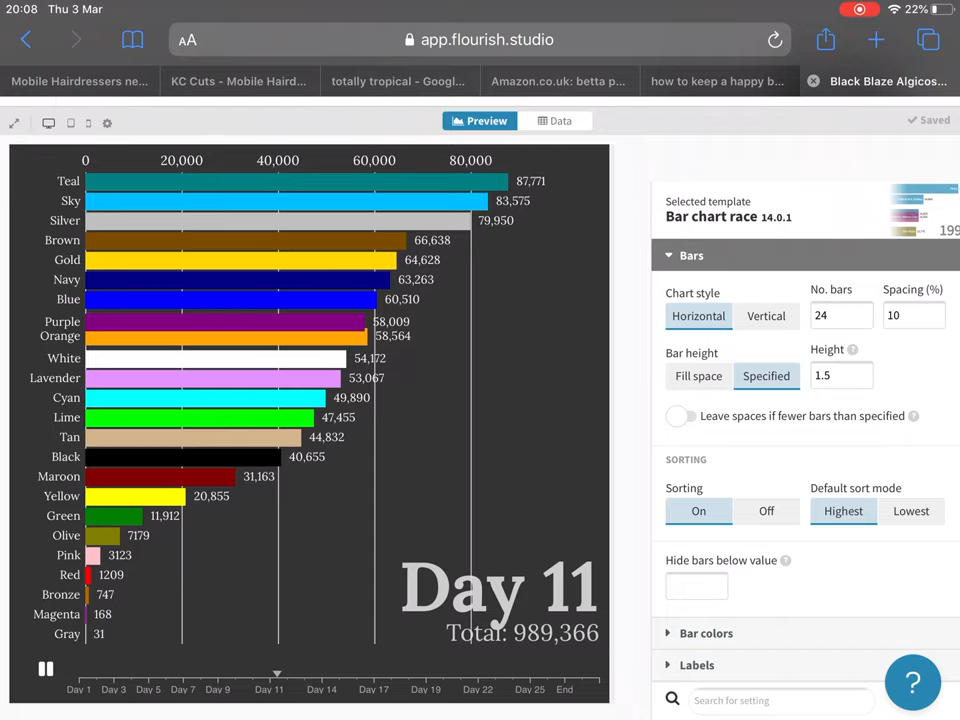 20:08 Thu 3 Mar 22%
AA app.flourish.studio
Mobile Hairdressers ne... KC Cuts - Mobile Haird... totally tropical - Googl... Amazon.co.uk: betta p... how to keep a happy b... Black Blaze Algicos...
Preview Data Saved
0 20,000 40,000 60,000 80,000
Teal 87,771
Sky 83,575
Silver 79,950
Brown 66,638
Gold 64,628
Navy 63,263
Blue 60,510
Purple 58,009
Orange 58,564
White 54,172
Lavender 53,067
Cyan 49,890
Lime 47,455
Tan 44,832
Black 40,655
Maroon 31,163
Yellow 20,855
Green 11,912
Olive 7179
Pink 3123
Red 1209
Bronze 747
Magenta 168
Gray 31
Day 11
Total: 989,366
Day 1 Day 3 Day 5 Day 7 Day 9 Day 11 Day 14 Day 17 Day 19 Day 22 Day 25 End
Selected template
Bar chart race 14.0.1
199
Bars
Chart style No. bars Spacing (%)
Horizontal Vertical 24 10
Bar height Height ?
Fill space Specified 1.5
Leave spaces if fewer bars than specified ?
SORTING
Sorting Default sort mode
On Off Highest Lowest
Hide bars below value ?
Bar colors
Labels
Search for setting
?